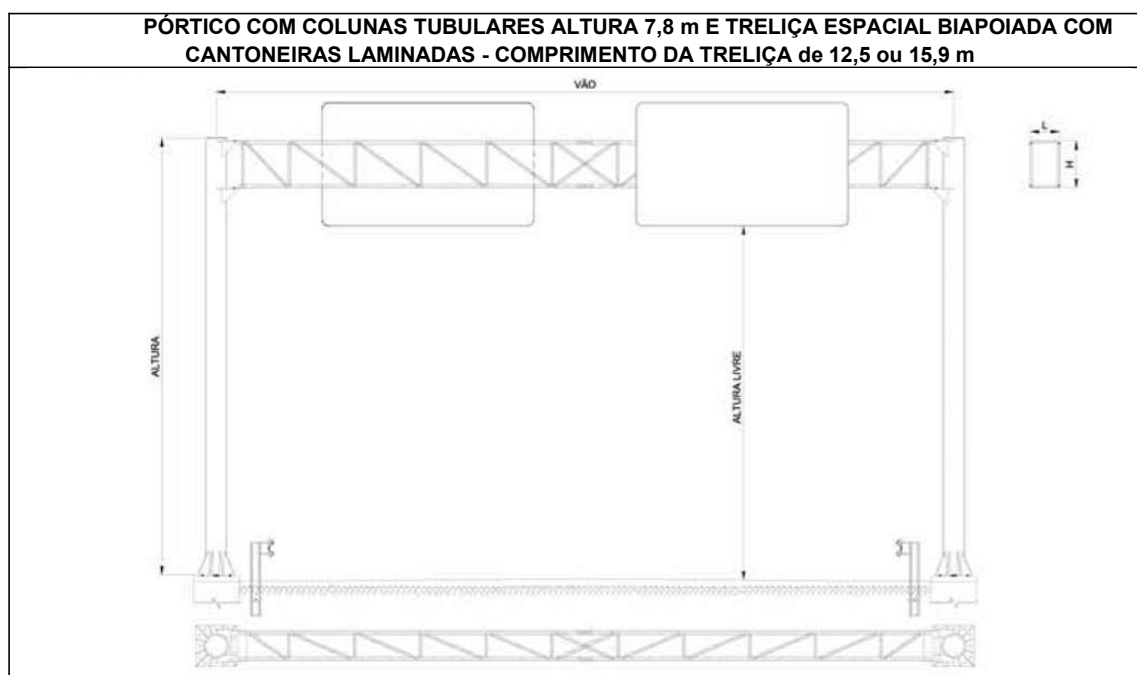 PÓRTICO COM COLUNAS TUBULARES ALTURA 7,8 m E TRELIÇA ESPACIAL BIAPOIADA COM
CANTONEIRAS LAMINADAS - COMPRIMENTO DA TRELIÇA de 12,5 ou 15,9 m
VÃO
L
H
ALTURA
ALTURA LIVRE